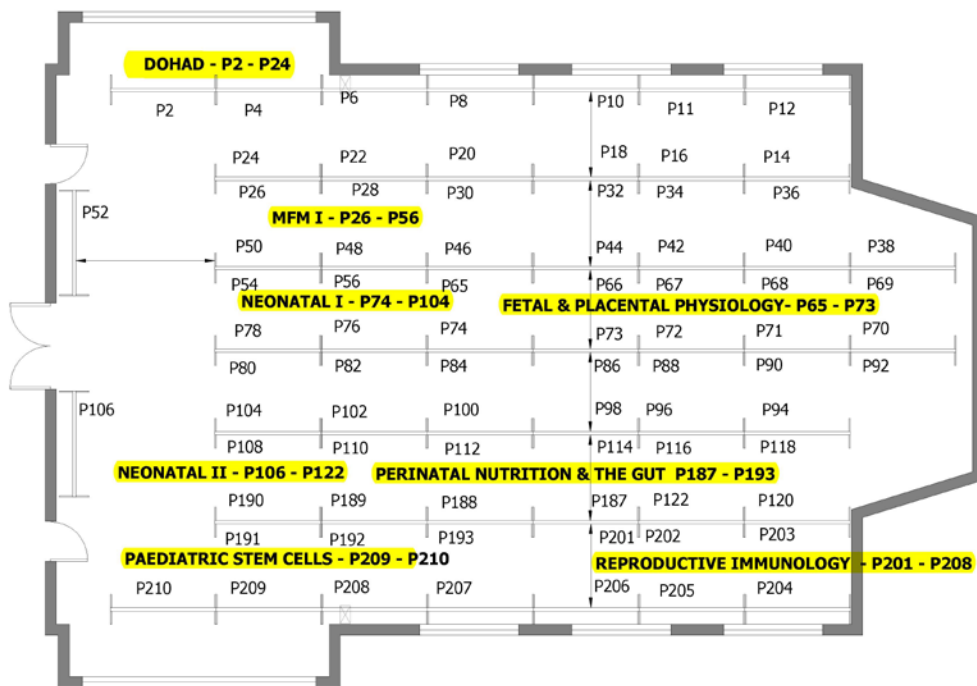 DOHAD - P2 - P24
P2 P4 P6 P8 P10 P11 P12
P24 P22 P20 P18 P16 P14
P26 P28 P30 P32 P34 P36
P52
MFM I - P26 - P56
P50 P48 P46 P44 P42 P40 P38
P54 P56 P65 P66 P67 P68 P69
NEONATAL I - P74 - P104 FETAL & PLACENTAL PHYSIOLOGY- P65 - P73
P78 P76 P74 P73 P72 P71 P70
P80 P82 P84 P86 P88 P90 P92
P106 P104 P102 P100 P98 P96 P94
P108 P110 P112 P114 P116 P118
NEONATAL II - P106 - P122 PERINATAL NUTRITION & THE GUT P187 - P193
P190 P189 P188 P187 P122 P120
P191 P192 P193 P201 P202 P203
PAEDIATRIC STEM CELLS - P209 - P210 REPRODUCTIVE IMMUNOLOGY - P201 - P208
P210 P209 P208 P207 P206 P205 P204